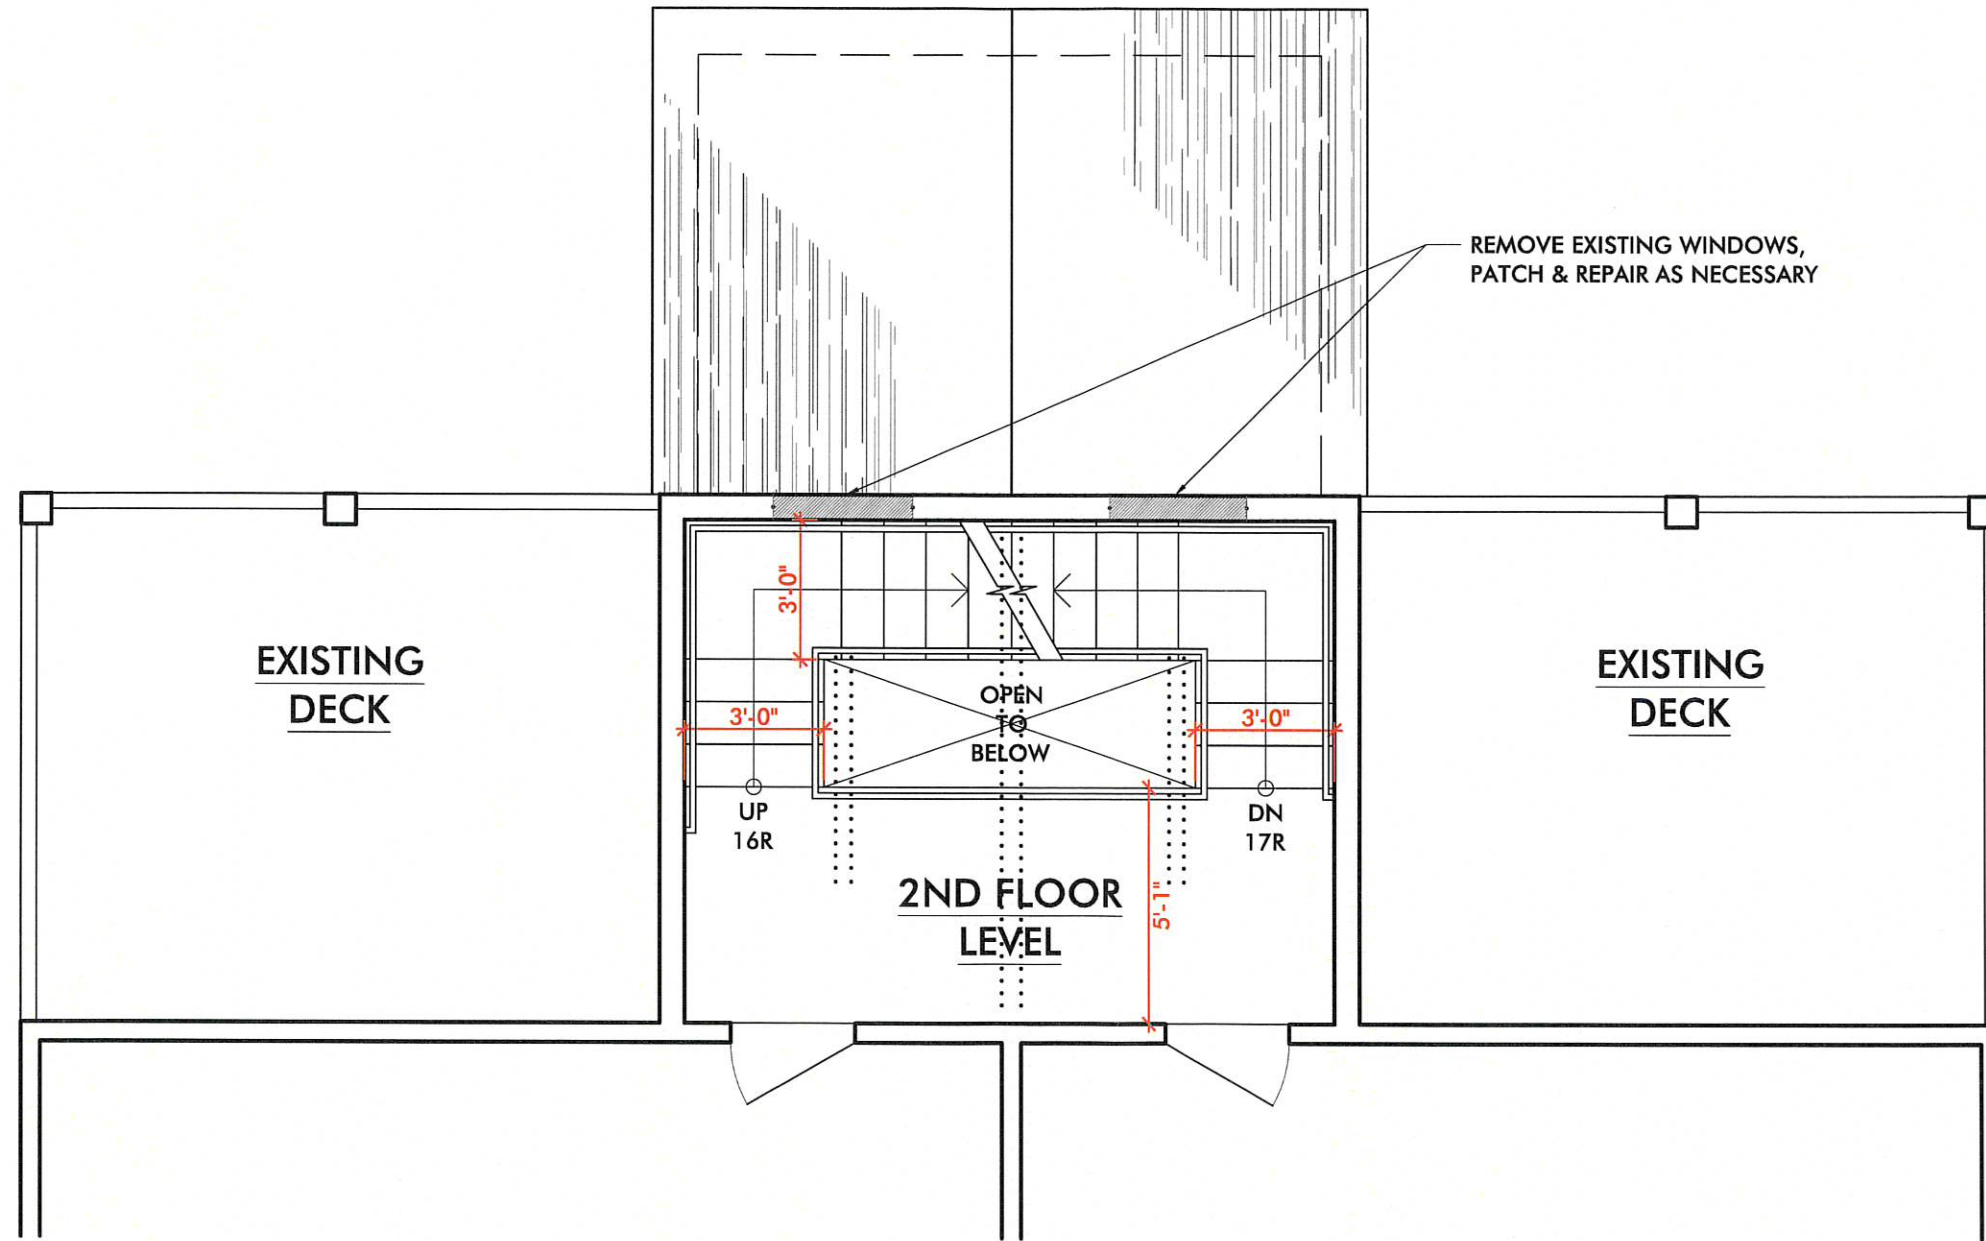 REMOVE EXISTING WINDOWS,
PATCH & REPAIR AS NECESSARY
3'-0"
EXISTING
DECK
OPEN
TO
BELOW
3'-0"
3'-0"
EXISTING
DECK
UP
16R
DN
17R
2ND FLOOR
LEVEL
5'-1"